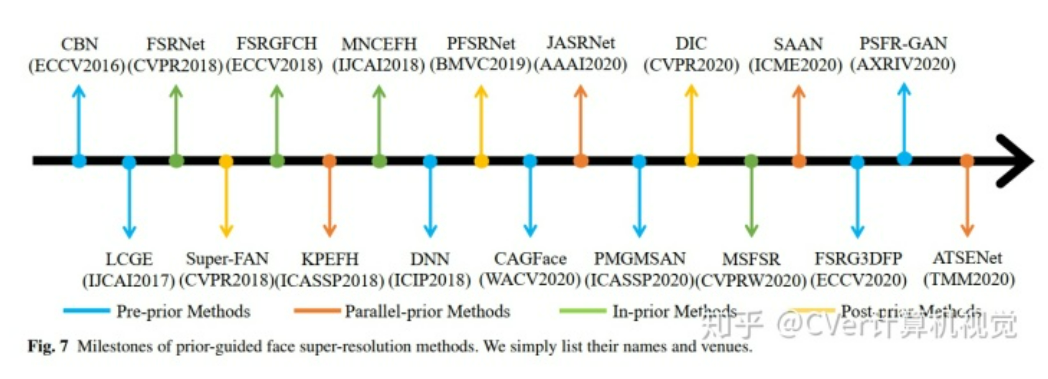 CBN FSRNet FSRGFCH MNCEFH PFSRNet JASRNet DIC SAAN PSFR-GAN
(ECCV2016) (CVPR2018) (ECCV2018) (IJCAI2018) (BMVC2019) (AAAI2020) (CVPR2020) (ICME2020) (AXRIV2020)
LCGE Super-FAN KPEFH DNN CAGFace PMGMSAN MSFSR FSRG3DFP ATSENet
(IJCAI2017) (CVPR2018) (ICASSP2018) (ICIP2018) (WACV2020) (ICASSP2020) (CVPRW2020) (ECCV2020) (TMM2020)
Pre-prior Methods Parallel-prior Methods In-prior Methods Post-prior Methods
知乎 @CVer计算机视觉
Fig. 7 Milestones of prior-guided face super-resolution methods. We simply list their names and venues.